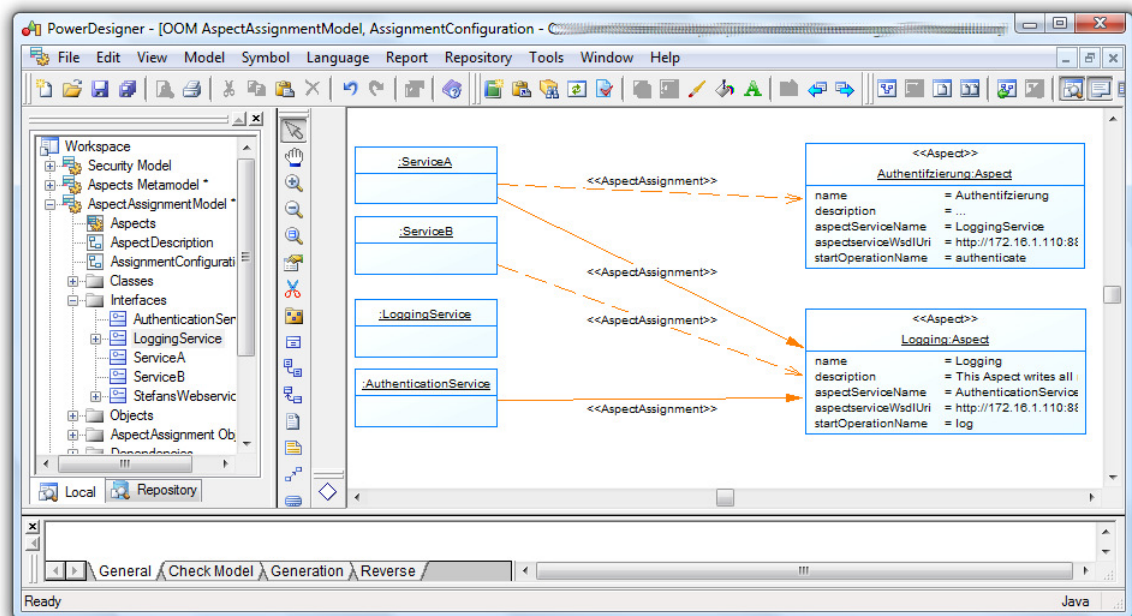 PowerDesigner - [OOM AspectAssignmentModel, AssignmentConfiguration - C
File Edit View Model Symbol Language Report Repository Tools Window Help
Workspace
Security Model
Aspects Metamodel *
AspectAssignmentModel *
Aspects
AspectDescription
AssignmentConfigurati
Classes
Interfaces
AuthenticationSer
LoggingService
ServiceA
ServiceB
StefansWebservic
Objects
AspectAssignment Obj
Dependencies
Local Repository
:ServiceA
:ServiceB
:LoggingService
:AuthenticationService
<<AspectAssignment>>
<<AspectAssignment>>
<<AspectAssignment>>
<<AspectAssignment>>
<<Aspect>>
Authentifzierung:Aspect
name = Authentifzierung
description = ...
aspectServiceName = LoggingService
aspectserviceWsdlUri = http://172.16.1.110:88
startOperationName = authenticate
<<Aspect>>
Logging:Aspect
name = Logging
description = This Aspect writes all
aspectServiceName = AuthenticationService
aspectserviceWsdlUri = http://172.16.1.110:88
startOperationName = log
General Check Model Generation Reverse
Ready Java